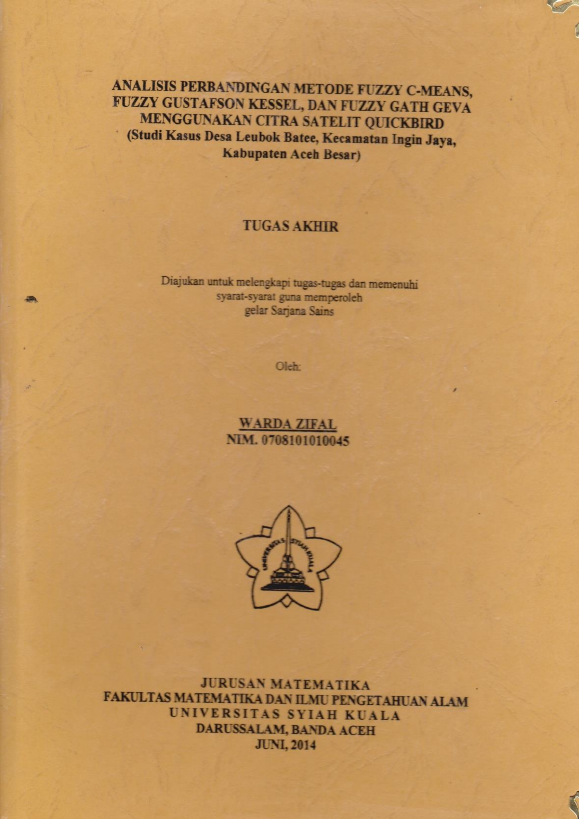 ANALISIS PERBANDINGAN METODE FUZZY C-MEANS,
FUZZY GUSTAFSON KESSEL, DAN FUZZY GATH GEVA
MENGGUNAKAN CITRA SATELIT QUICKBIRD
(Studi Kasus Desa Leubok Batee, Kecamatan Ingin Jaya,
Kabupaten Aceh Besar)
TUGAS AKHIR
Diajukan untuk melengkapi tugas-tugas dan memenuhi
syarat-syarat guna memperoleh
gelar Sarjana Sains
Oleh:
WARDA ZIFAL
NIM. 0708101010045
UNIVERSITAS SYIAH KUALA
JURUSAN MATEMATIKA
FAKULTAS MATEMATIKA DAN ILMU PENGETAHUAN ALAM
UNIVERSITAS SYIAH KUALA
DARUSSALAM, BANDA ACEH
JUNI, 2014